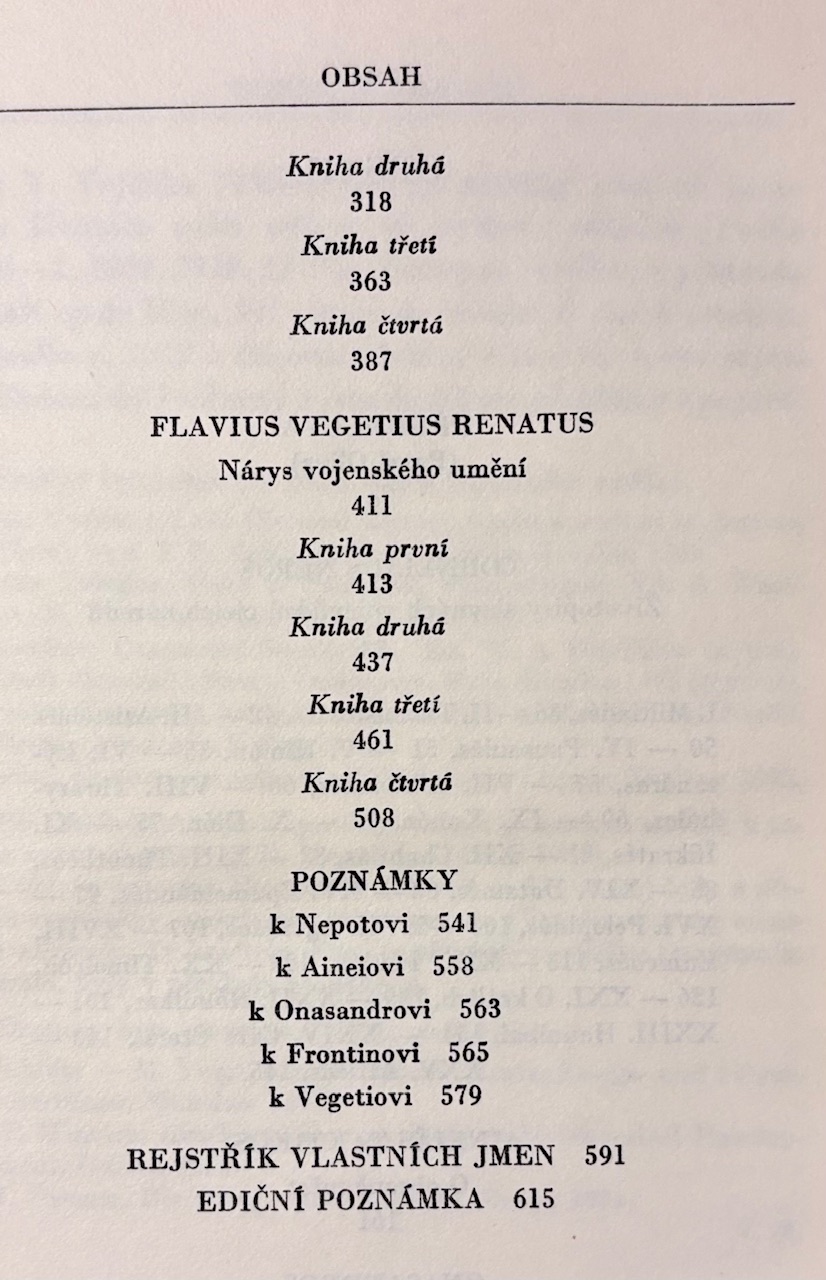 OBSAH
Kniha druhá
318
Kniha třetí
363
Kniha čtvrtá
387
FLAVIUS VEGETIUS RENATUS
Nárys vojenského umění
411
Kniha první
413
Kniha druhá
437
Kniha třetí
461
Kniha čtvrtá
508
POZNÁMKY
k Nepotovi 541
k Aineiovi 558
k Onasandrovi 563
k Frontinovi 565
k Vegetiovi 579
REJSTŘÍK VLASTNÍCH JMEN 591
EDIČNÍ POZNÁMKA 615